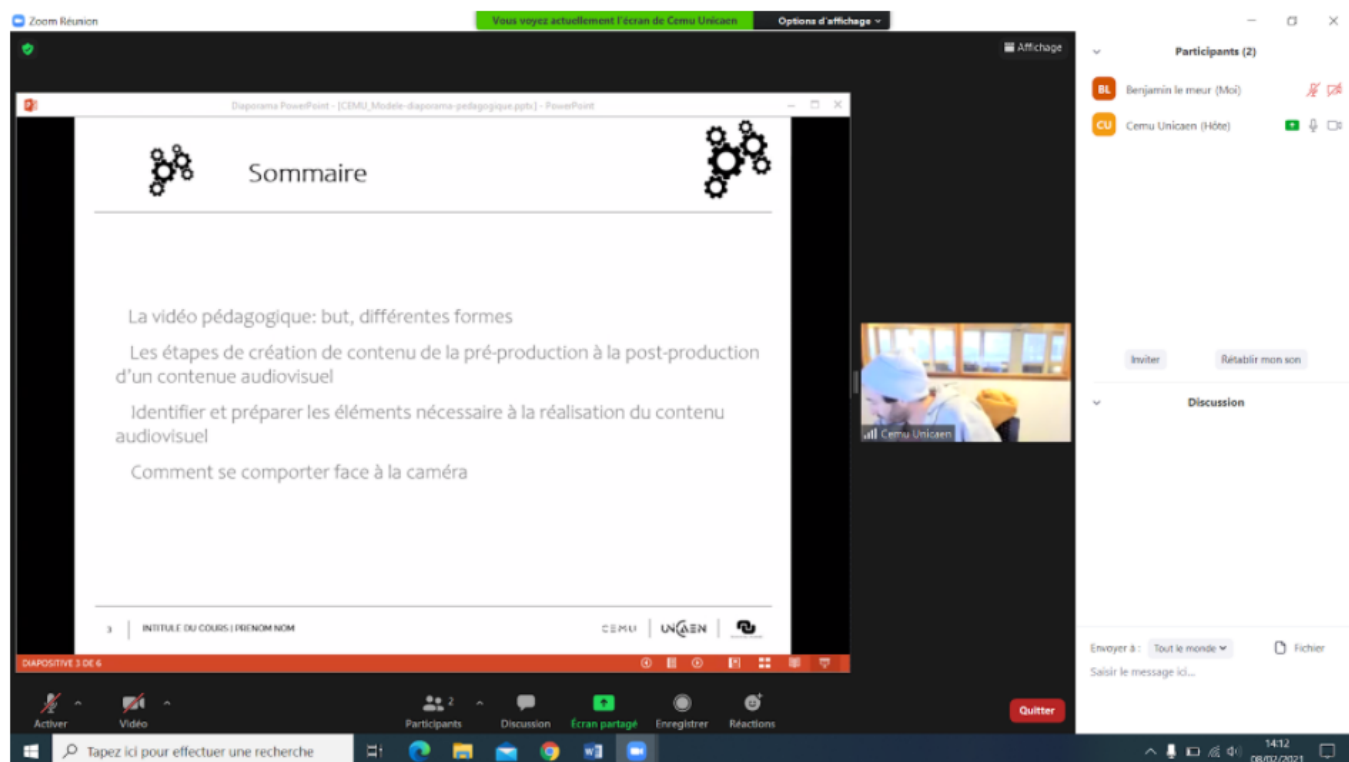 Zoom Réunion
Vous voyez actuellement l'écran de Cemu Unicaen
Options d'affichage
Affichage
Participants (2)
BL Benjamin le meur (Moi)
CU Cemu Unicaen (Hôte)
Diaporama PowerPoint - [CEMU_Modele-diaporama-pedagogique.pptx] - PowerPoint
Sommaire
La vidéo pédagogique: but, différentes formes
Les étapes de création de contenu de la pré-production à la post-production
d'un contenue audiovisuel
Identifier et préparer les éléments nécessaire à la réalisation du contenu
audiovisuel
Comment se comporter face à la caméra
3 INTITULE DU COURS | PRENOM NOM
CEMU UNICAEN
DIAPOSITIVE 3 DE 6
Cemu Unicaen
Inviter
Rétablir mon son
Discussion
Envoyer à : Tout le monde
Fichier
Saisir le message ici...
Activer
Vidéo
2
Participants
Discussion
Écran partagé
Enregistrer
Réactions
Quitter
Tapez ici pour effectuer une recherche
14:12
08/02/2021